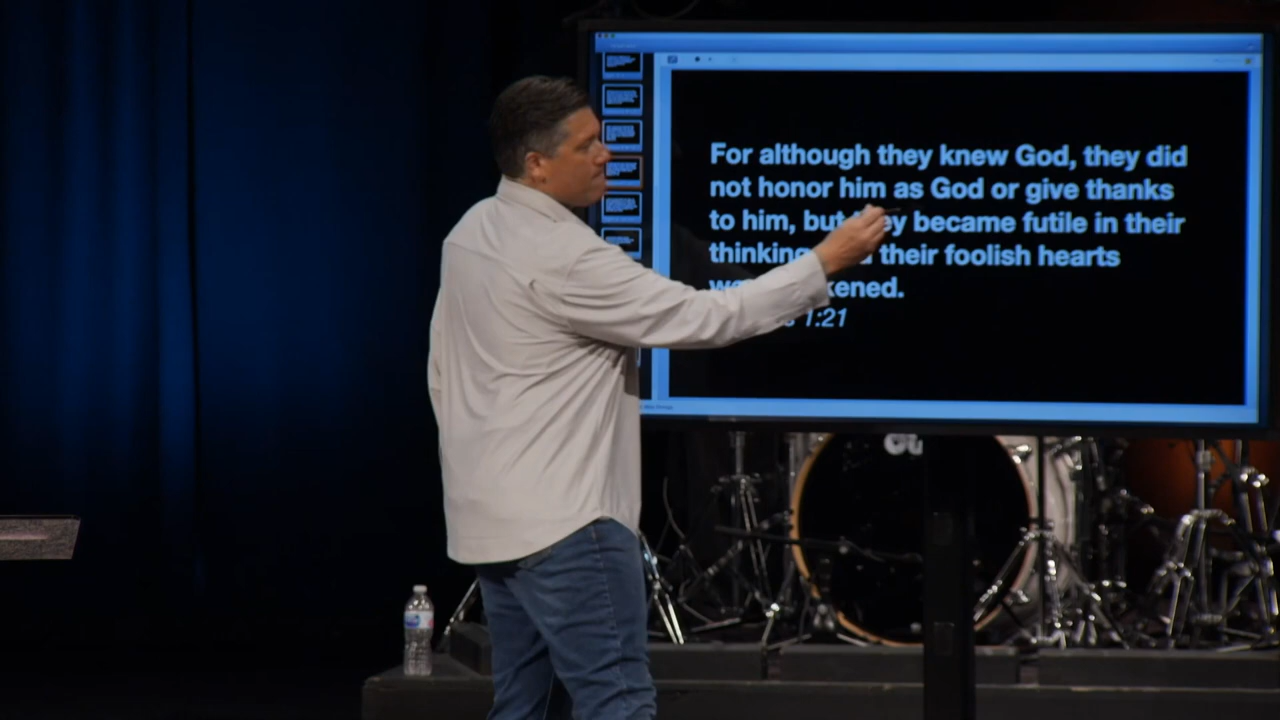 For although they knew God, they did
not honor him as God or give thanks
to him, but they became futile in their
thinking their foolish hearts
kened.
1:21